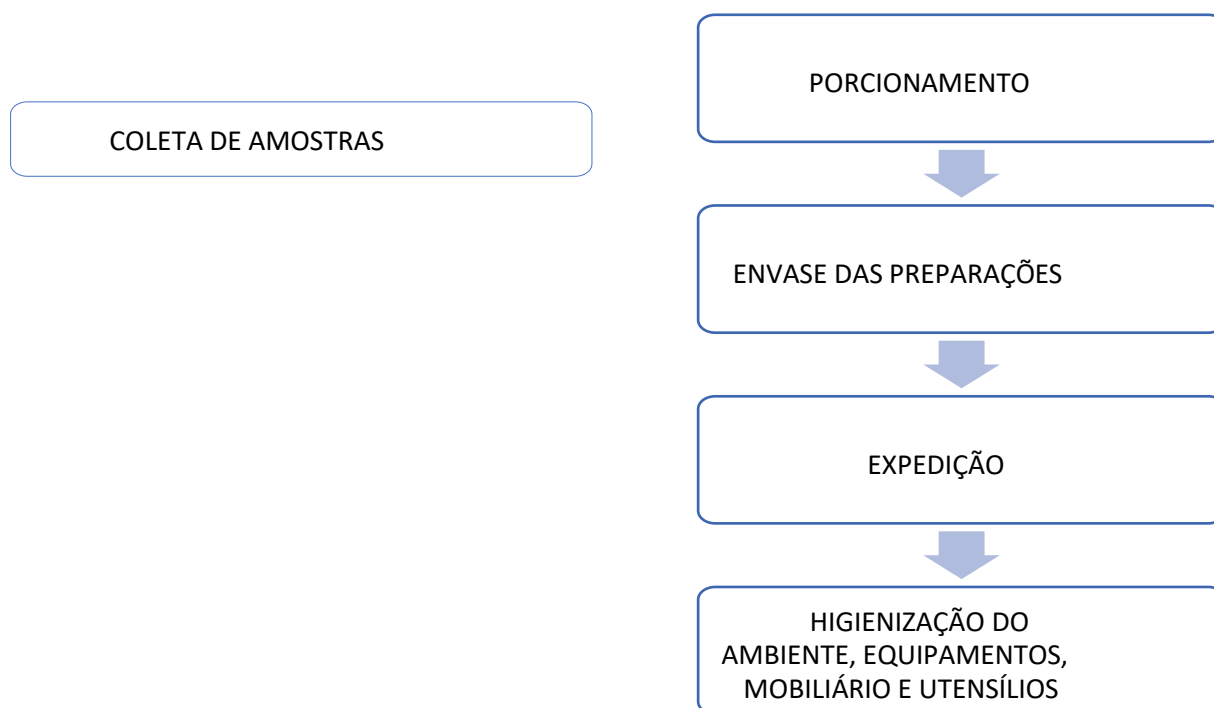 PORCIONAMENTO
COLETA DE AMOSTRAS
ENVASE DAS PREPARAÇÕES
EXPEDIÇÃO
HIGIENIZAÇÃO DO
AMBIENTE, EQUIPAMENTOS,
MOBILIÁRIO E UTENSÍLIOS